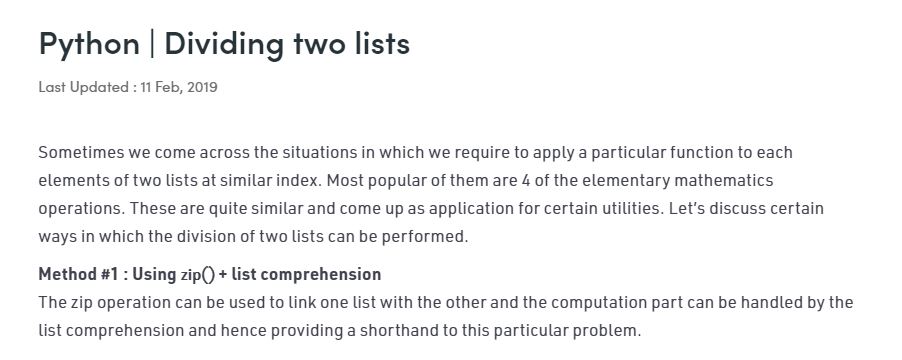 Python | Dividing two lists
Last Updated : 11 Feb, 2019
Sometimes we come across the situations in which we require to apply a particular function to each
elements of two lists at similar index. Most popular of them are 4 of the elementary mathematics
operations. These are quite similar and come up as application for certain utilities. Let’s discuss certain
ways in which the division of two lists can be performed.
Method #1 : Using zip() + list comprehension
The zip operation can be used to link one list with the other and the computation part can be handled by the
list comprehension and hence providing a shorthand to this particular problem.